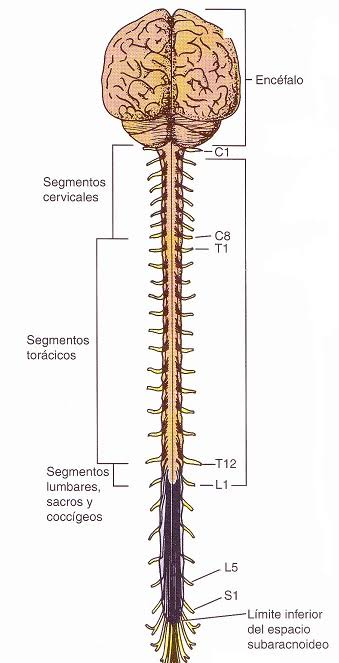 Encéfalo
C1
Segmentos
cervicales
C8
T1
Segmentos
torácicos
T12
Segmentos
lumbares,
sacros y
coccígeos
L1
L5
S1
Límite inferior
del espacio
subaracnoideo